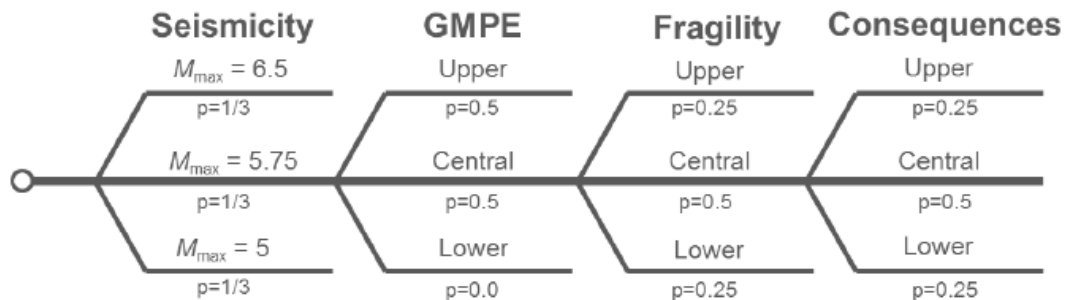 Seismicity GMPE Fragility Consequences
Mmax = 6.5 Upper Upper Upper
p=1/3 p=0.5 p=0.25 p=0.25
Mmax = 5.75 Central Central Central
p=1/3 p=0.5 p=0.5 p=0.5
Mmax = 5 Lower Lower Lower
p=1/3 p=0.0 p=0.25 p=0.25